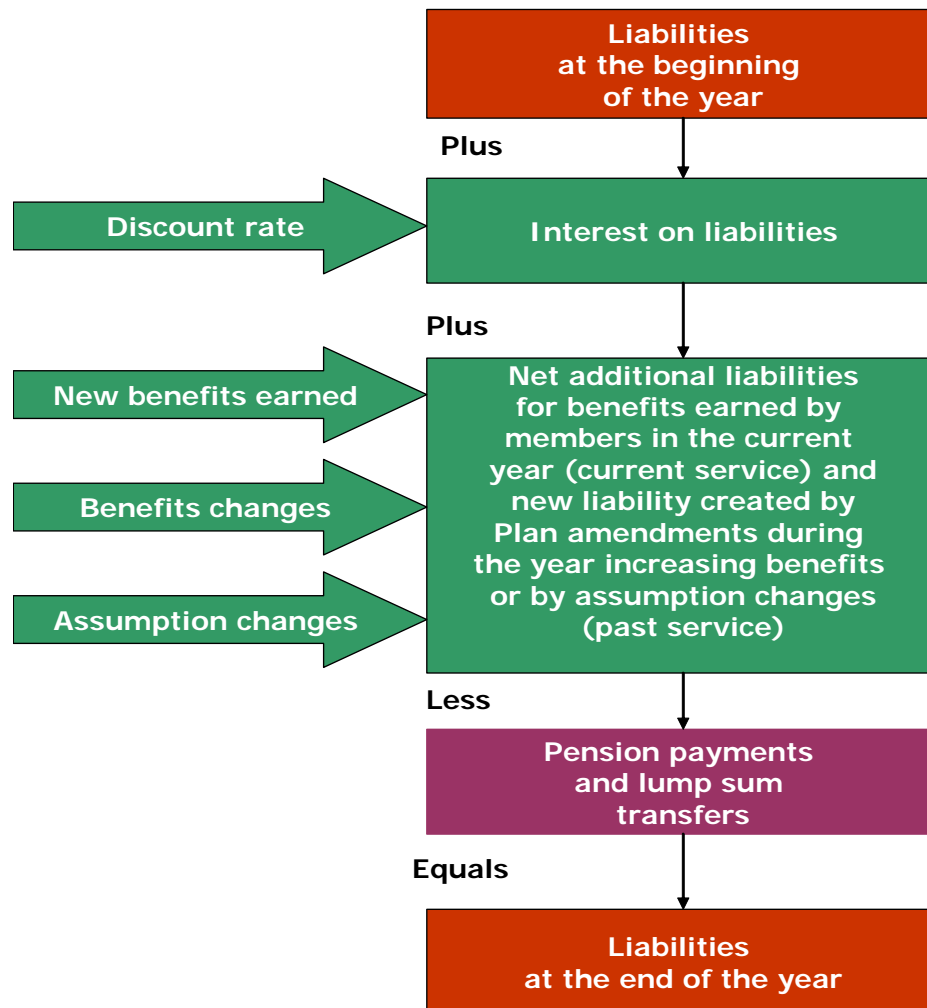 Liabilities
at the beginning
of the year
Plus
Discount rate
Interest on liabilities
Plus
New benefits earned
Benefits changes
Assumption changes
Net additional liabilities
for benefits earned by
members in the current
year (current service) and
new liability created by
Plan amendments during
the year increasing benefits
or by assumption changes
(past service)
Less
Pension payments
and lump sum
transfers
Equals
Liabilities
at the end of the year